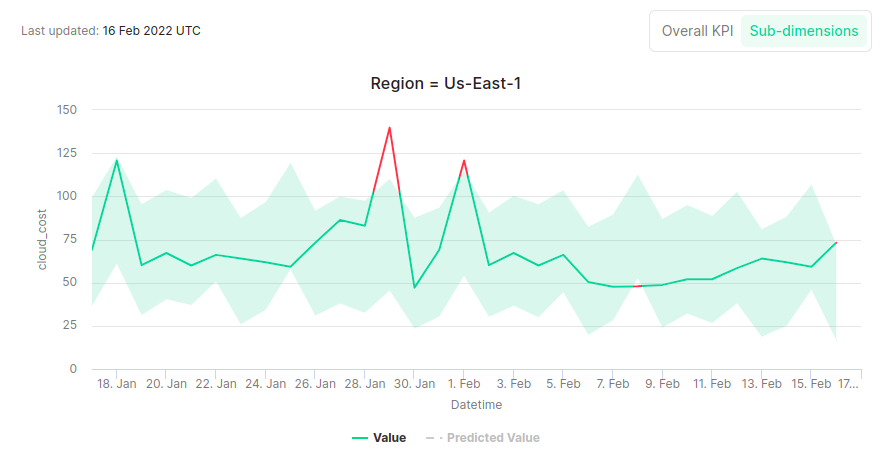 Last updated: 16 Feb 2022 UTC
Overall KPI Sub-dimensions
Region = Us-East-1
150
125
100
75
50
25
0
cloud_cost
18. Jan 20. Jan 22. Jan 24. Jan 26. Jan 28. Jan 30. Jan 1. Feb 3. Feb 5. Feb 7. Feb 9. Feb 11. Feb 13. Feb 15. Feb 17...
Datetime
Value Predicted Value